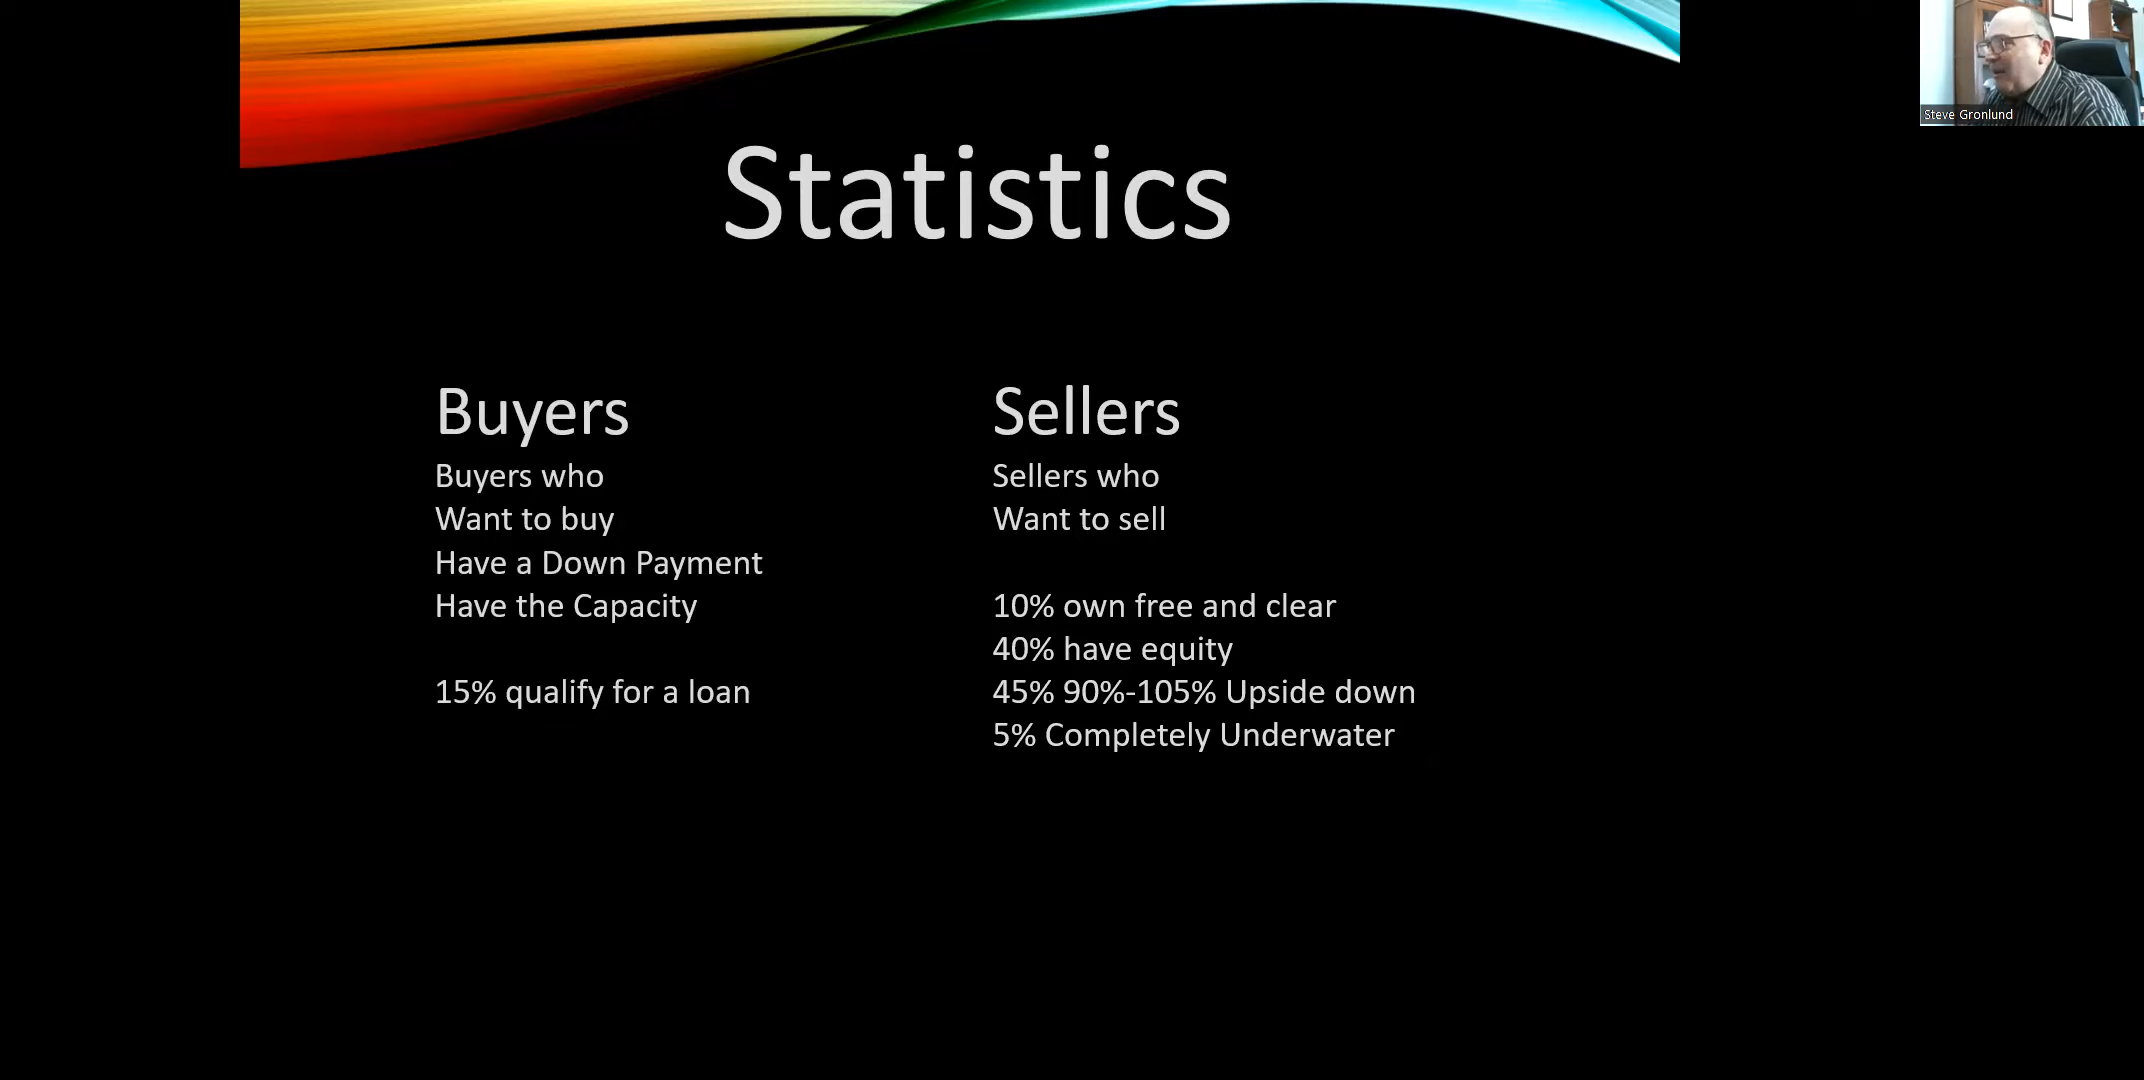 Steve Gronlund
Statistics
Buyers
Buyers who
Want to buy
Have a Down Payment
Have the Capacity
15% qualify for a loan
Sellers
Sellers who
Want to sell
10% own free and clear
40% have equity
45% 90%-105% Upside down
5% Completely Underwater